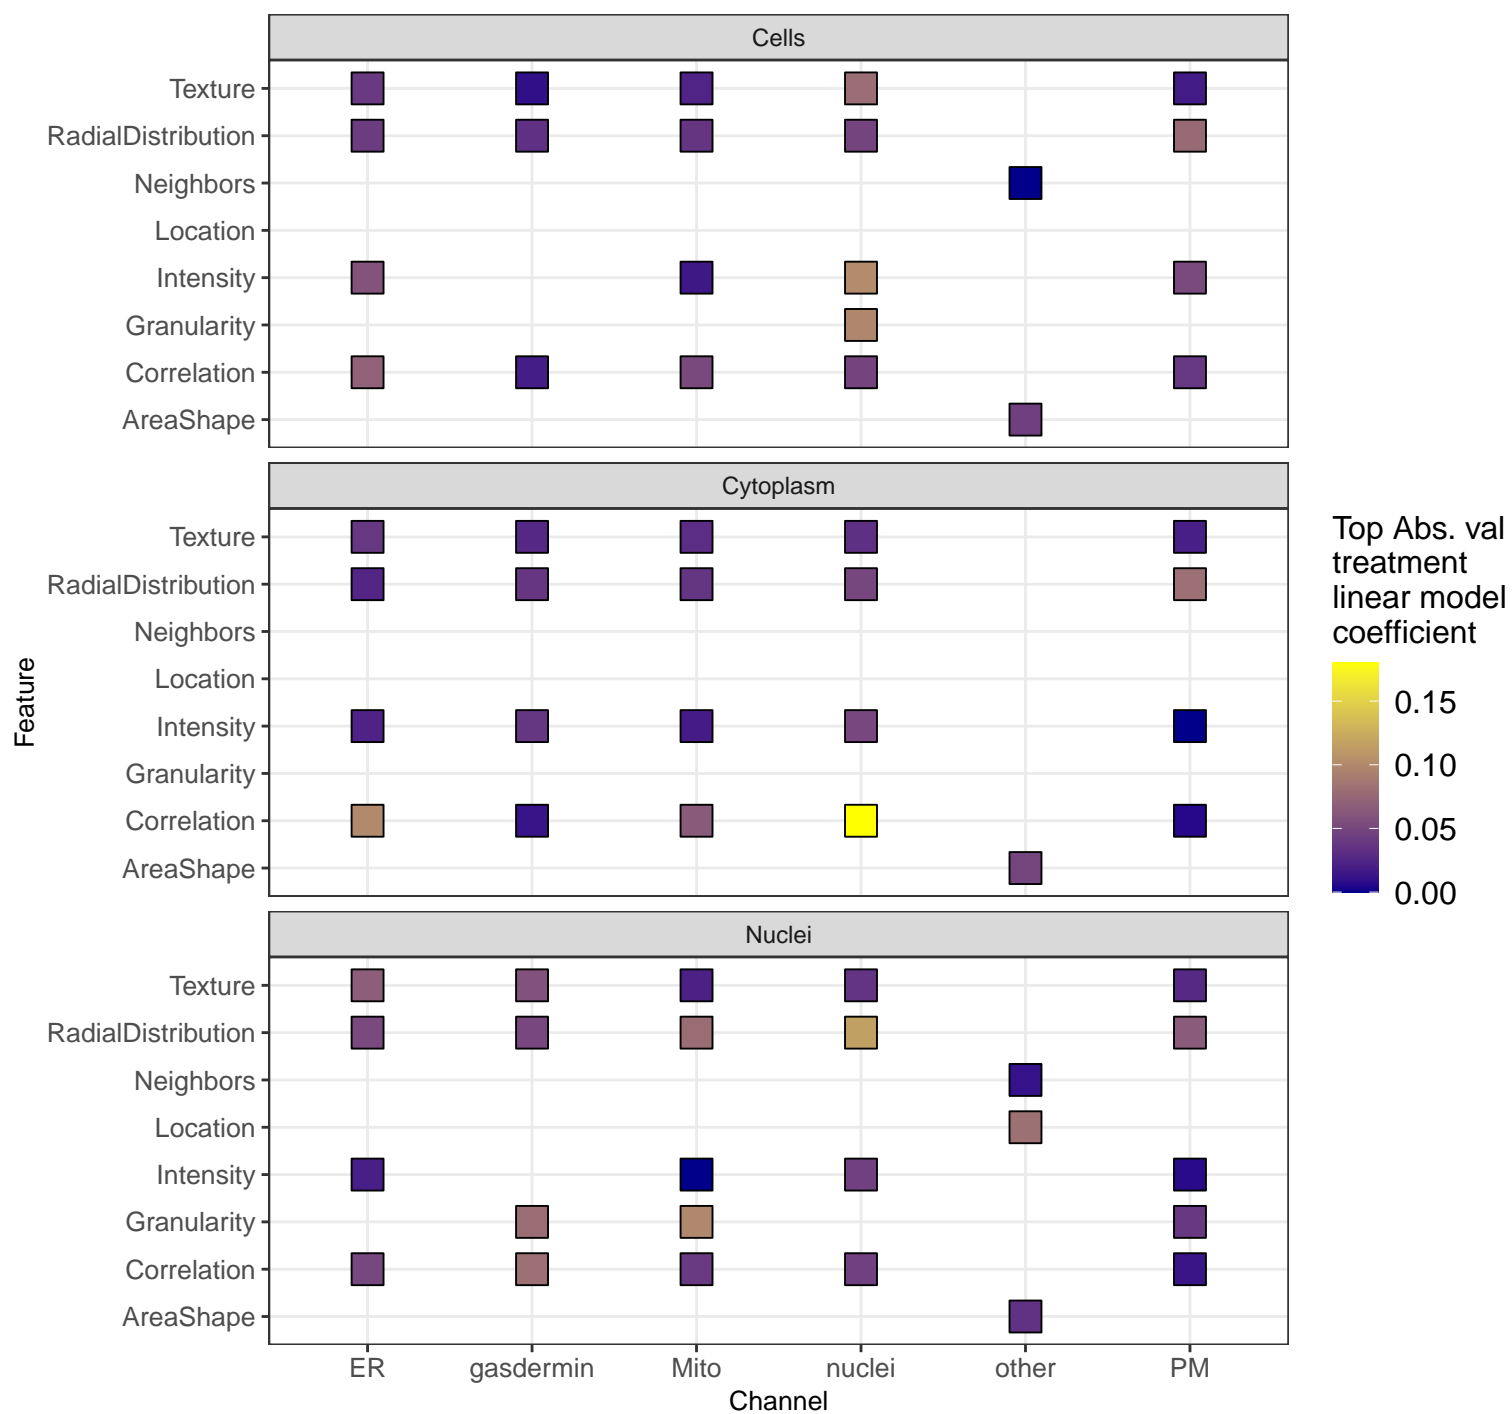 Cells
Texture
RadialDistribution
Neighbors
Location
Intensity
Granularity
Correlation
AreaShape
Cytoplasm
Texture
RadialDistribution
Neighbors
Location
Intensity
Granularity
Correlation
AreaShape
Nuclei
Texture
RadialDistribution
Neighbors
Location
Intensity
Granularity
Correlation
AreaShape
ER gasdermin Mito nuclei other PM
Channel
Feature
Top Abs. val
treatment
linear model
coefficient
0.15
0.10
0.05
0.00